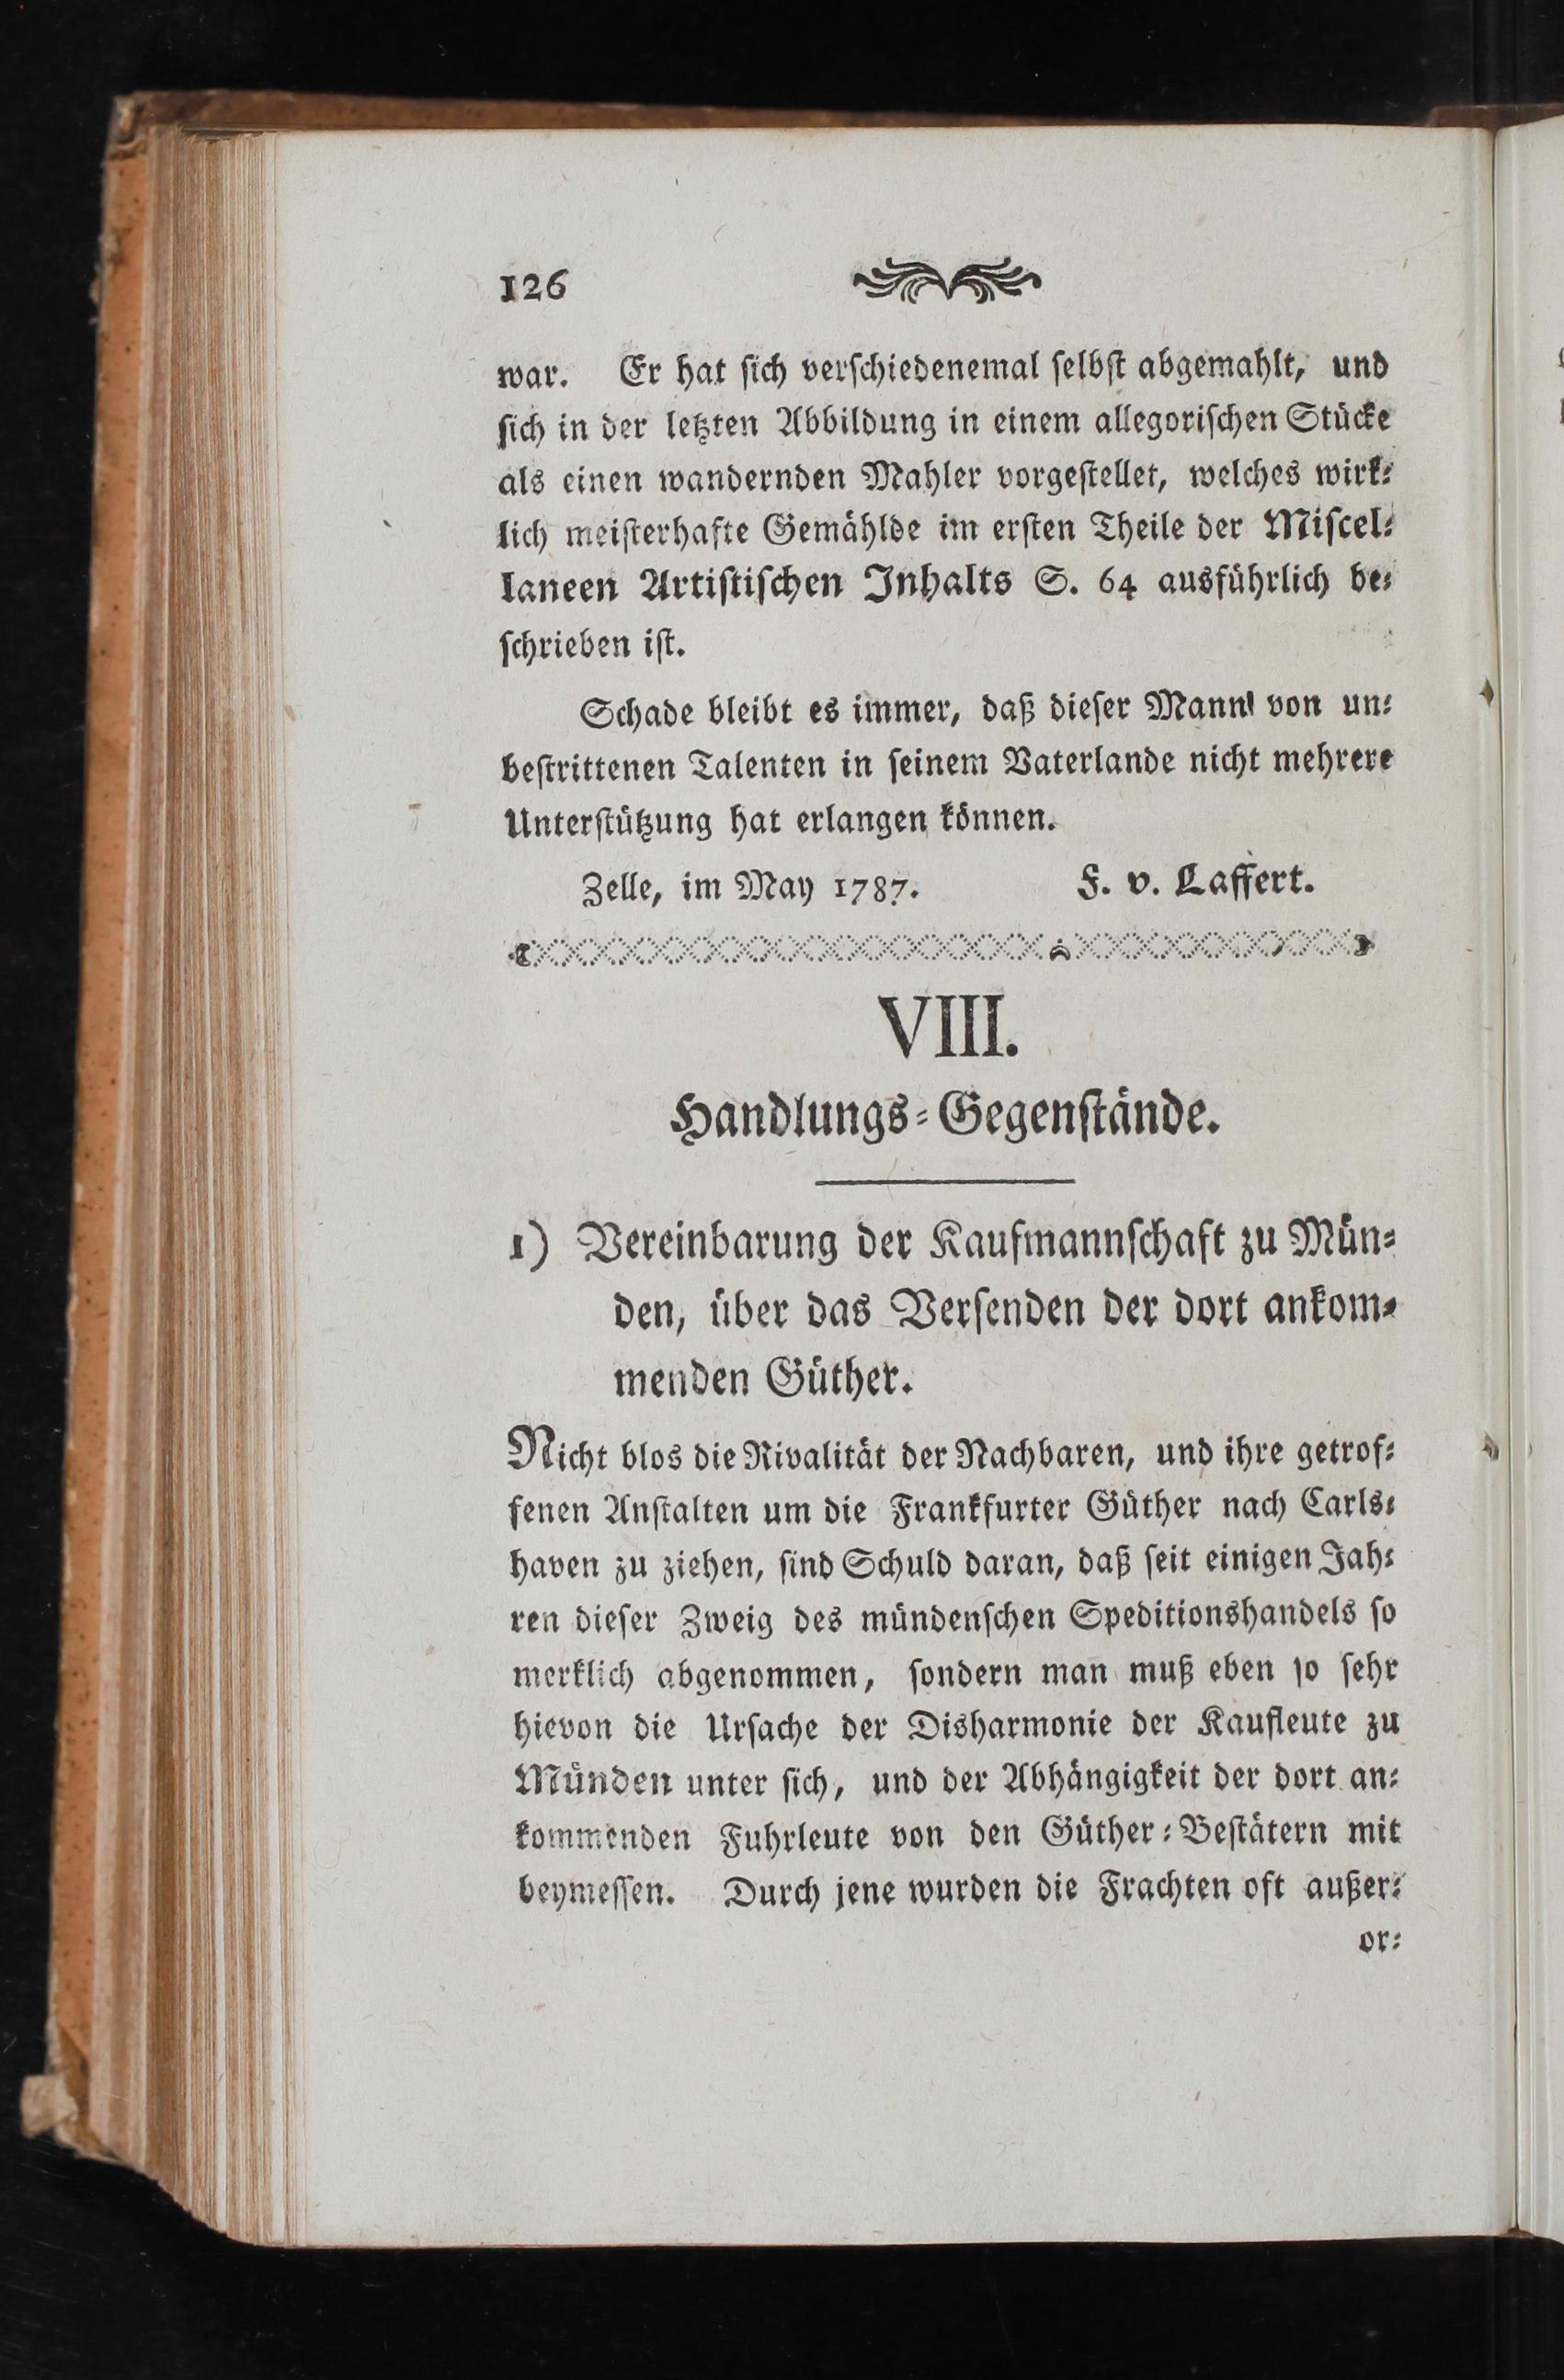 126
war. Er hat ſich verſchiedenemal ſelbſt abgemahlt, und
ſich in der letzten Abbildung in einem allegoriſchen Stücke
als einen wandernden Mahler vorgeſtellet, welches wirk⸗
lich meiſterhafte Gemählde im erſten Theile der Miſcel⸗
laneen Artiſtiſchen Inhalts S. 64 ausführlich be⸗
ſchrieben iſt.
Schade bleibt es immer, daß dieſer Mann von un⸗
beſtrittenen Talenten in ſeinem Vaterlande nicht mehrere
Unterſtützung hat erlangen können.
Zelle, im May 1787. F. v. Laffert.
VIII.
Handlungs⸗Gegenſtände.
1) Vereinbarung der Kaufmannſchaft zu Mün⸗
den, über das Verſenden der dort ankom⸗
menden Güther.
Nicht blos die Rivalität der Nachbaren, und ihre getrof⸗
fenen Anſtalten um die Frankfurter Güther nach Carls⸗
haven zu ziehen, ſind Schuld daran, daß ſeit einigen Jah⸗
ren dieſer Zweig des mündenſchen Speditionshandels ſo
merklich abgenommen, ſondern man muß eben ſo ſehr
hievon die Urſache der Disharmonie der Kaufleute zu
Münden unter ſich, und der Abhängigkeit der dort an⸗
kommenden Fuhrleute von den Güther⸗Beſtätern mit
beymeſſen. Durch jene wurden die Frachten oft außer⸗
or⸗